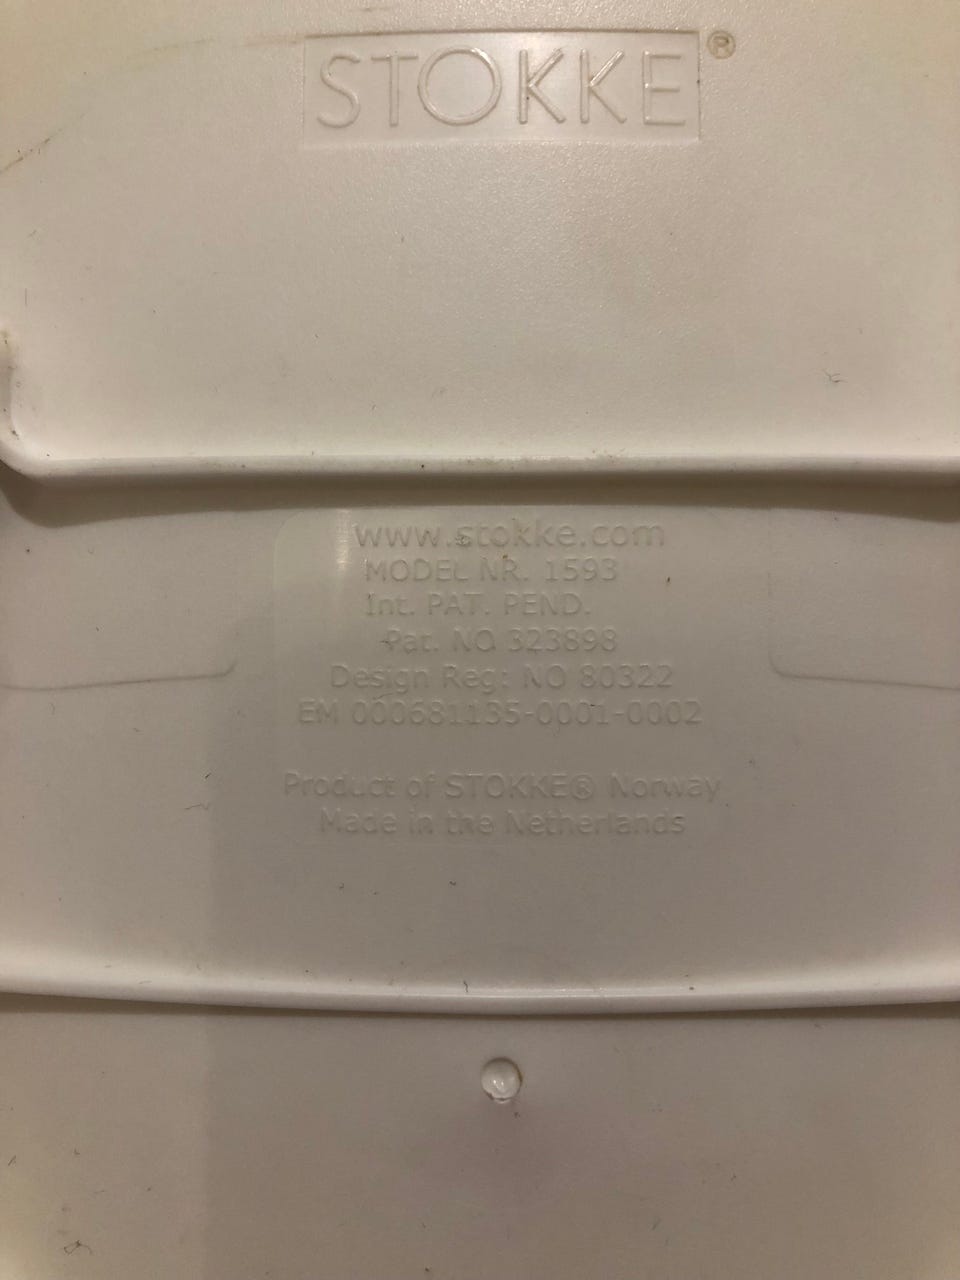 STOKKE®
www.stokke.com
MODEL NR. 1593
Int. PAT. PEND.
Pat. NO 323898
Design Reg: NO 80322
EM 000681135-0001-0002
Product of STOKKE® Norway
Made in the Netherlands